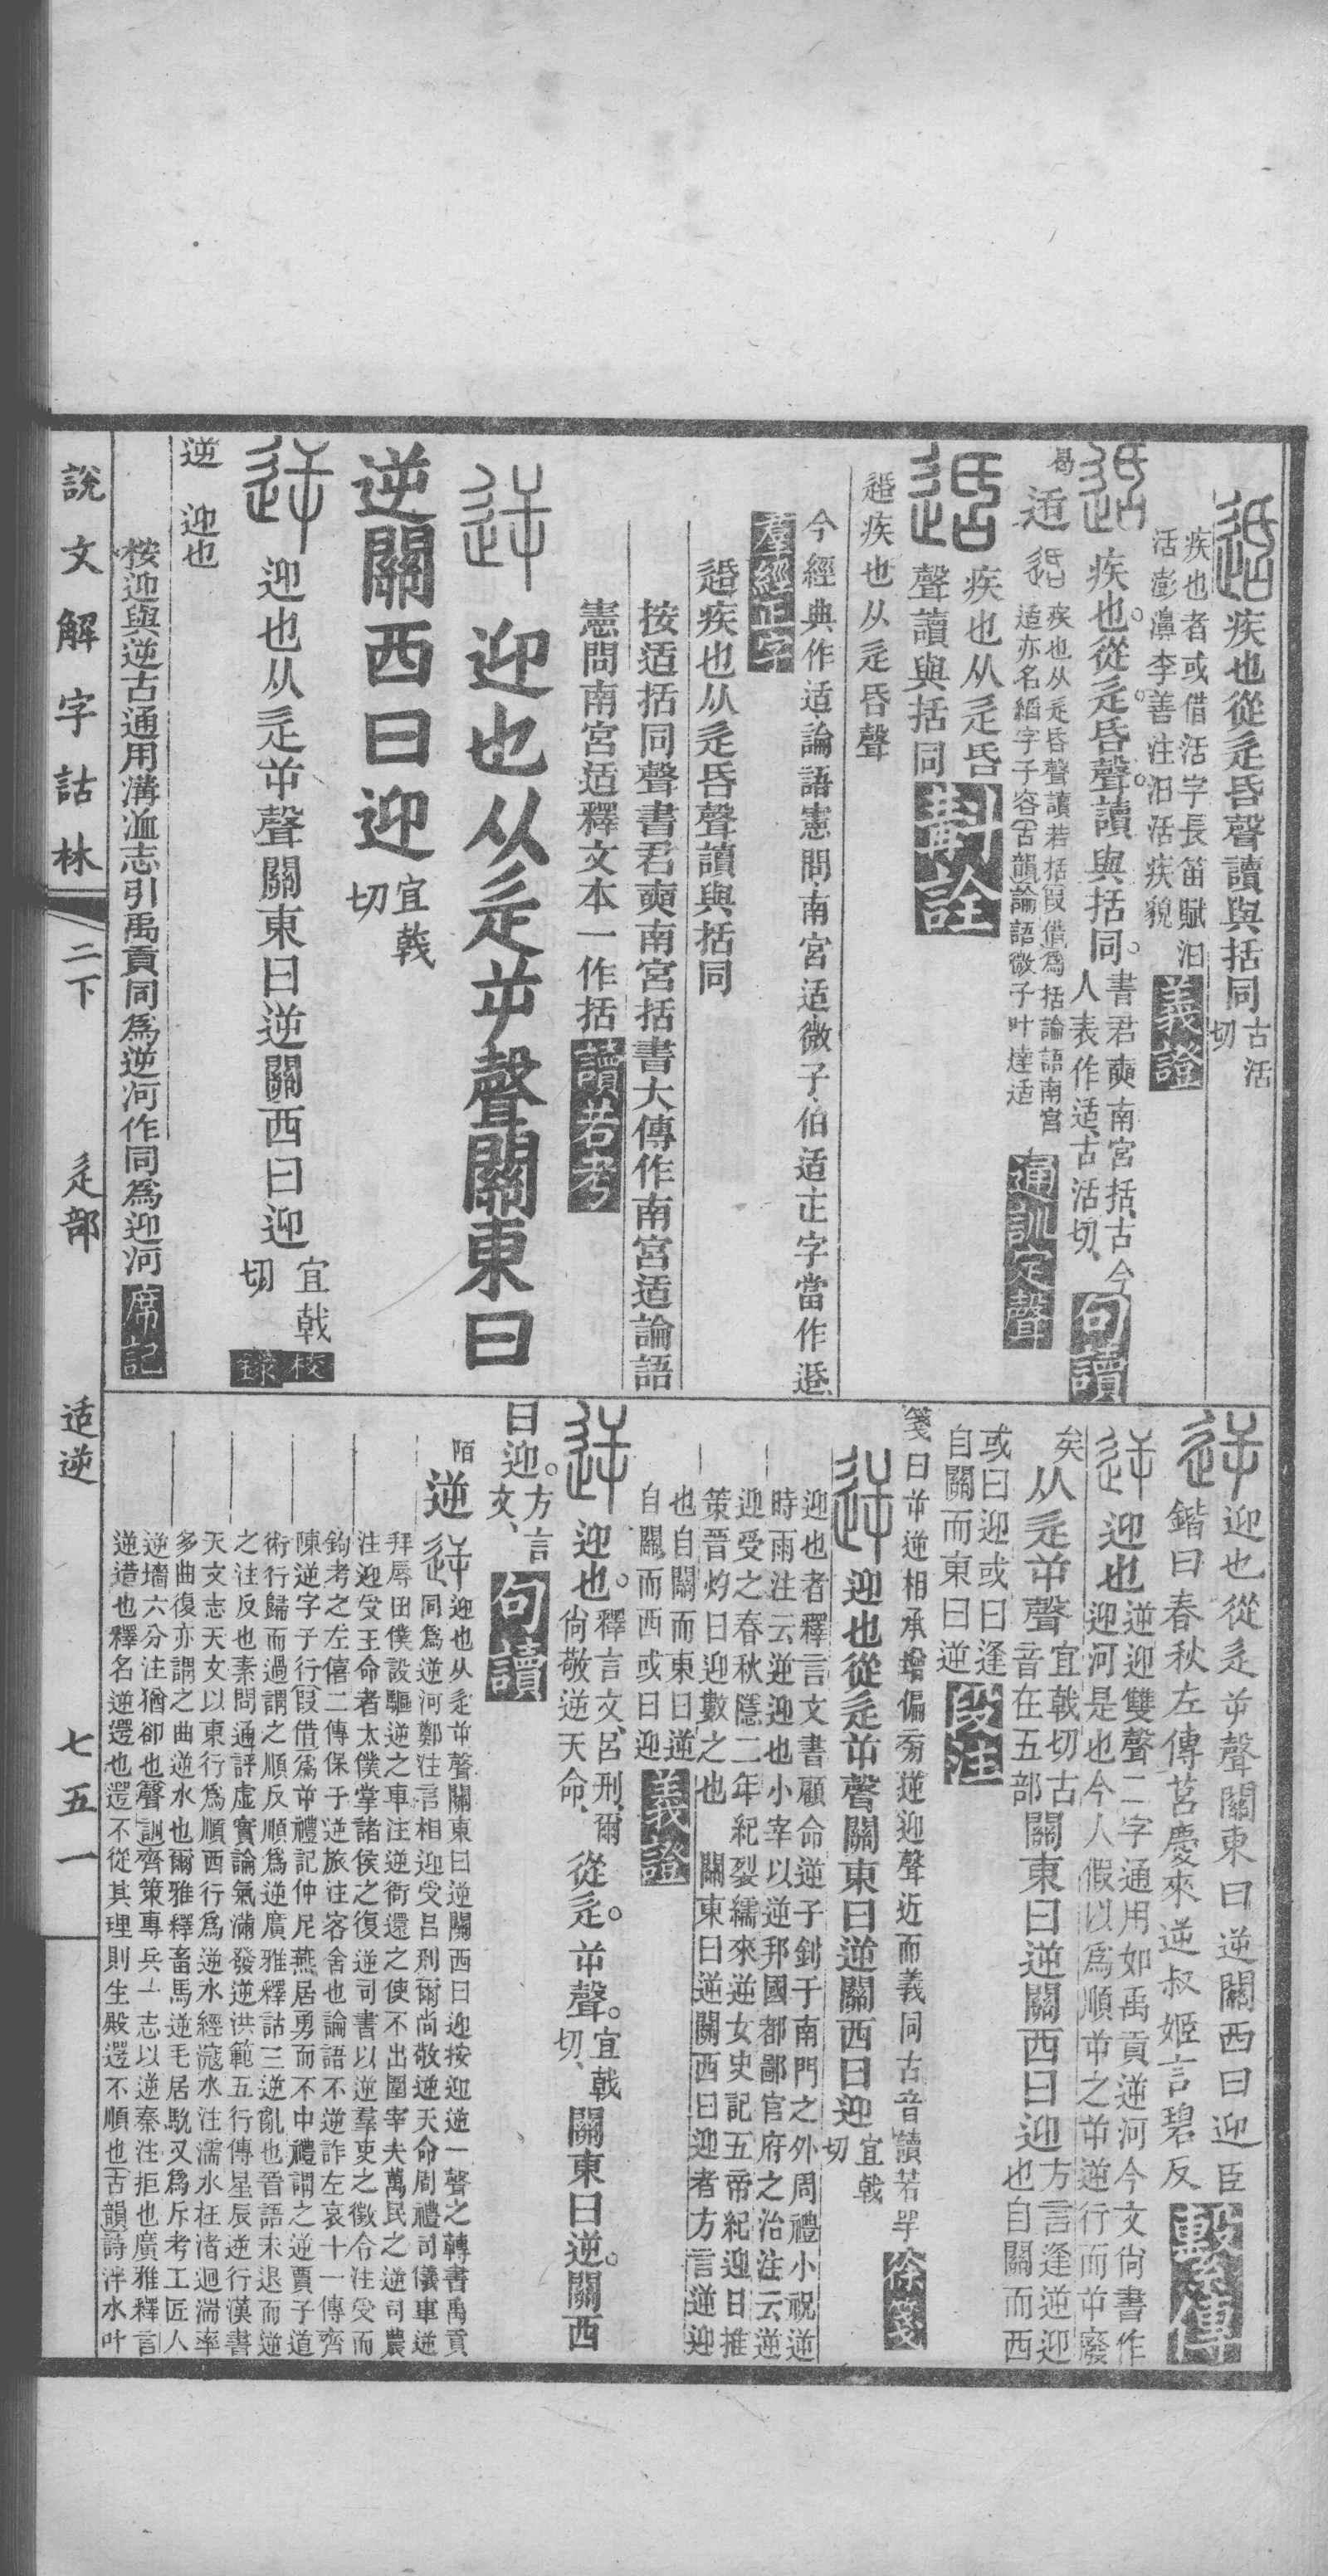 疾也從辵𠯑聲讀與括同古活切
疾也者或借活字長笛賦汨
活澎濞李善注汨活疾貌義證
疾也從辵𠯑聲讀與括同書君奭南宮括古今
人表作适古活切句讀
曷适
疾也从辵𠯑聲讀若括叚借爲括論語南宮
适亦名縚字子容古韻論語微子叶達适通訓定聲
疾也从辵𠯑
聲讀與括同斠詮
𨓈疾也从辵𠯑聲
今經典作适論語憲問南宮适微子伯适正字當作𨓈
羣經正字
𨓈疾也从辵𠯑聲讀與括同
按适括同聲書君奭南宮括書大傳作南宮适論語
憲問南宮适釋文本一作括讀若考
迎也从辵屰聲關東曰
逆關西曰迎宜戟切
迎也从辵屰聲關東曰逆關西曰迎宜戟切校錄
逆 迎也
按迎與逆古通用溝洫志引禹貢同爲逆河作同爲迎河席記
迎也從辵屰聲關東曰逆關西曰迎臣
鍇曰春秋左傳莒慶來逆叔姬言碧反繫傳
迎也逆迎雙聲二字通用如禹貢逆河今文尙書作
迎河是也今人假以爲順屰之屰逆行而屰廢
矣从辵屰聲宜戟切古
音在五部關東曰逆關西曰迎方言逢逆迎
也自關而西
或曰迎或曰逢
自關而東曰逆段注
箋曰屰逆相承增偏旁逆迎聲近而義同古音讀若咢徐箋
迎也從辵屰聲關東曰逆關西曰迎宜戟切
迎也者釋言文書顧命逆子釗于南門之外周禮小祝逆
時雨注云逆迎也小宰以逆邦國都鄙官府之治注云逆
迎受之春秋隱二年紀裂繻來逆女史記五帝紀迎日推
策晉灼曰迎數之也 關東曰逆關西曰迎者方言逆迎
也自關而東曰逆
自關而西或曰迎義證
迎也釋言文呂刑爾
尙敬逆天命從辵屰聲宜戟切關東曰逆關西
曰迎方言文句讀
陌逆
迎也从辵屰聲關東曰逆關西曰迎按迎逆一聲之轉書禹貢
同爲逆河鄭注言相迎受呂刑爾尙敬逆天命周禮司儀車逆
拜辱田僕設驅逆之車注逆衙還之使不出圍宰夫萬民之逆司農
注迎受王命者太僕掌諸侯之復逆司書以逆羣吏之徵令注受而
鉤考之左僖二傳保于逆旅注客舍也論語不逆詐左哀十一傳齊
陳逆字子行叚借爲屰禮記仲尼燕居勇而不中禮謂之逆賈子道
術行歸而過謂之順反順爲逆廣雅釋詁三逆亂也晉語未退而逆
之注反也素問通評虛實論氣滿發逆洪範五行傳星辰逆行漢書
天文志天文以東行爲順西行爲逆水經㶟水注濡水枉渚迴湍率
多曲復亦謂之曲逆水也爾雅釋畜馬逆毛居馻又爲斥考工匠人
逆墻六分注猶卻也聲訓齊策專兵一志以逆秦注拒也廣雅釋言
逆遻也釋名逆遻也遻不從其理則生殿遻不順也古韻詩泮水叶
說文解字詁林 二下 辵部 适逆 七五一